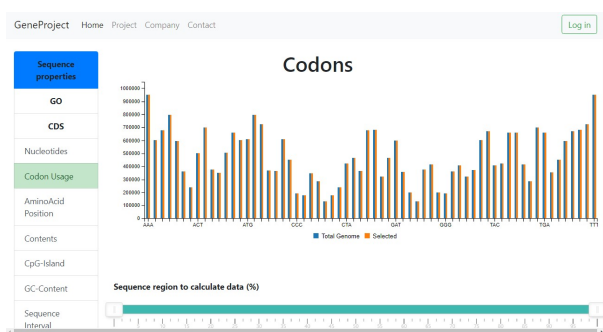 GeneProject Home Project Company Contact Log in
Sequence
properties
GO
CDS
Nucleotides
Codon Usage
AminoAcid
Position
Contents
CpG-Island
GC-Content
Sequence
Interval
Codons
1000000
900000
800000
700000
600000
500000
400000
300000
200000
100000
0
AAA ACT ATG CCC CTA GAT GGG TAC TGA TTT
Total Genome Selected
Sequence region to calculate data (%)